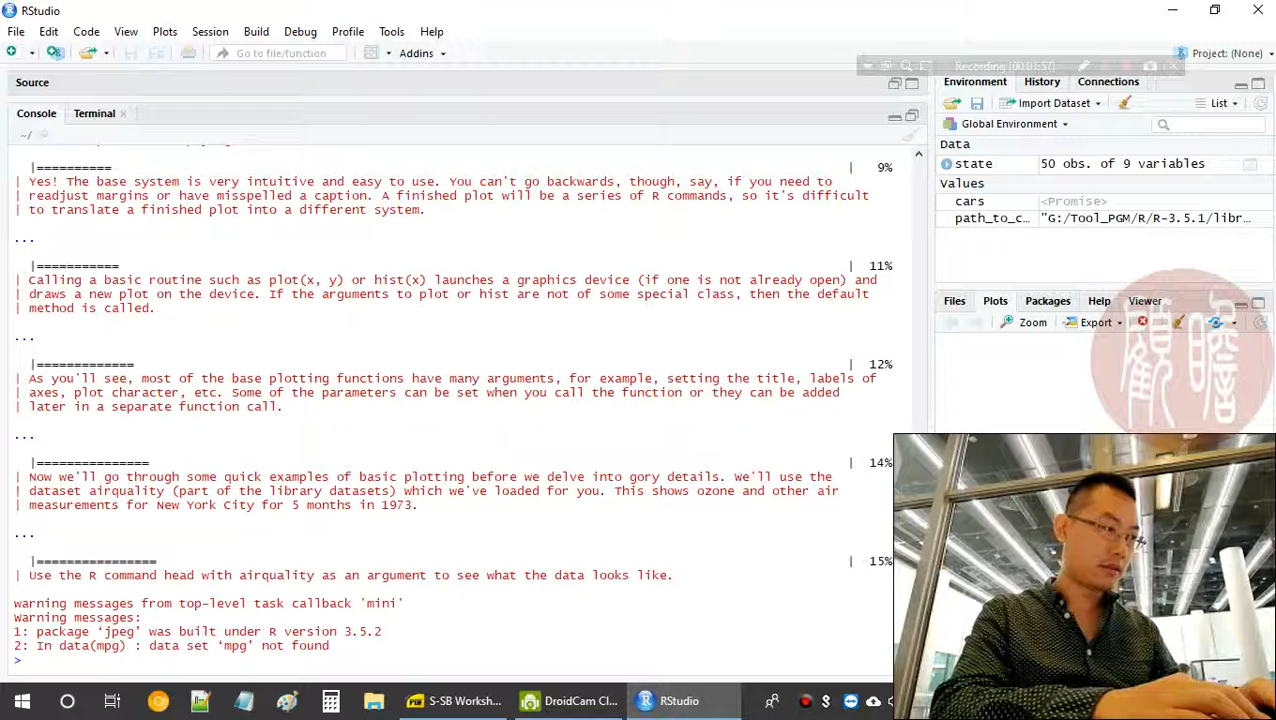 RStudio
File Edit Code View Plots Session Build Debug Profile Tools Help
Go to file/function Addins Project: (None)
Recording [00:01:57]
Source
Environment History Connections
Console Terminal
Import Dataset List
~/
Global Environment
Data
state 50 obs. of 9 variables
Values
cars <Promise>
path_to_c… "G:/Tool_PGM/R/R-3.5.1/libr…
|========== | 9%
| Yes! The base system is very intuitive and easy to use. You can't go backwards, though, say, if you need to
| readjust margins or have misspelled a caption. A finished plot will be a series of R commands, so it's difficult
| to translate a finished plot into a different system.
...
|=========== | 11%
| Calling a basic routine such as plot(x, y) or hist(x) launches a graphics device (if one is not already open) and
| draws a new plot on the device. If the arguments to plot or hist are not of some special class, then the default
| method is called.
...
|============= | 12%
| As you'll see, most of the base plotting functions have many arguments, for example, setting the title, labels of
| axes, plot character, etc. Some of the parameters can be set when you call the function or they can be added
| later in a separate function call.
...
|=============== | 14%
| Now we'll go through some quick examples of basic plotting before we delve into gory details. We'll use the
| dataset airquality (part of the library datasets) which we've loaded for you. This shows ozone and other air
| measurements for New York City for 5 months in 1973.
...
|================ | 15%
| Use the R command head with airquality as an argument to see what the data looks like.
Warning messages from top-level task callback 'mini'
Warning messages:
1: package ‘jpeg’ was built under R version 3.5.2
2: In data(mpg) : data set ‘mpg’ not found
>
Files Plots Packages Help Viewer
Zoom Export
S-SB Worksh...
DroidCam Cl...
RStudio